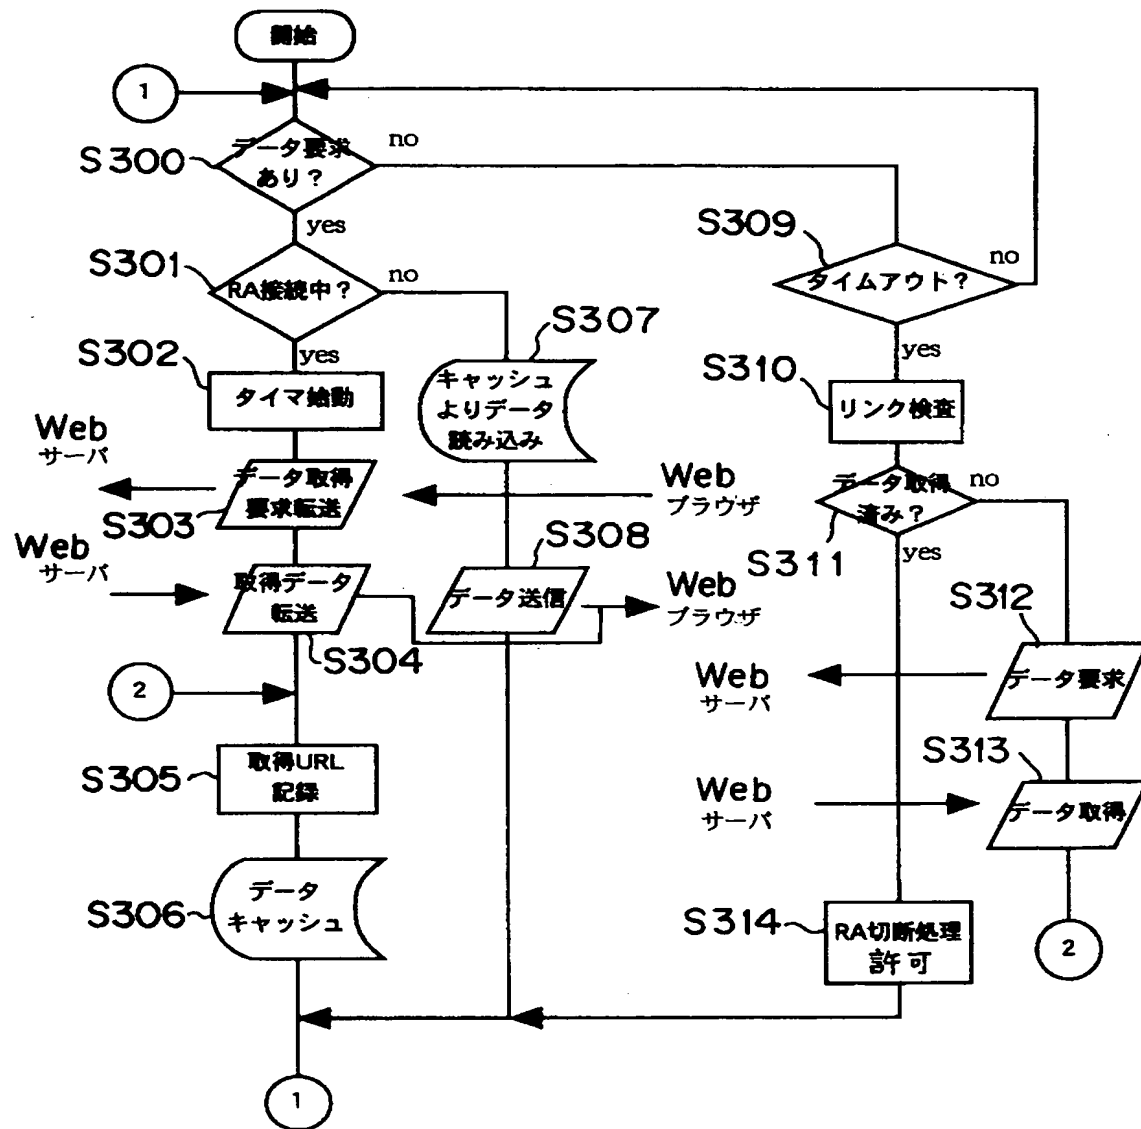 開始
1
S300
データ要求
あり？
no
yes
S309
タイムアウト？
no
yes
S301
RA接続中？
no
yes
S302
タイマ始動
S307
キャッシュ
よりデータ
読み込み
S310
リンク検査
Web
サーバ
データ取得
要求転送
S303
Web
ブラウザ
データ取得
済み？
no
yes
S311
Web
サーバ
取得データ
転送
S304
S308
データ送信
Web
ブラウザ
S312
データ要求
Web
サーバ
2
S305
取得URL
記録
S313
データ取得
Web
サーバ
S306
データ
キャッシュ
S314
RA切断処理
許可
2
1